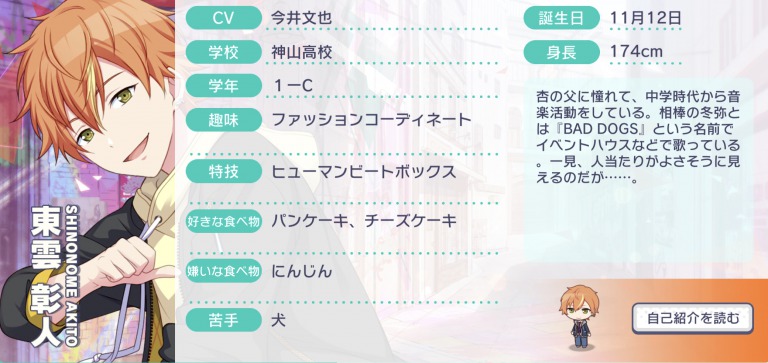 東雲 彰人
SHINONOME AKITO
CV 今井文也
学校 神山高校
学年 1ーC
趣味 ファッションコーディネート
特技 ヒューマンビートボックス
好きな食べ物 パンケーキ、チーズケーキ
嫌いな食べ物 にんじん
苦手 犬
誕生日 11月12日
身長 174cm
杏の父に憧れて、中学時代から音
楽活動をしている。相棒の冬弥と
は『BAD DOGS』という名前で
イベントハウスなどで歌っている
。一見、人当たりがよさそうに見
えるのだが……。
自己紹介を読む